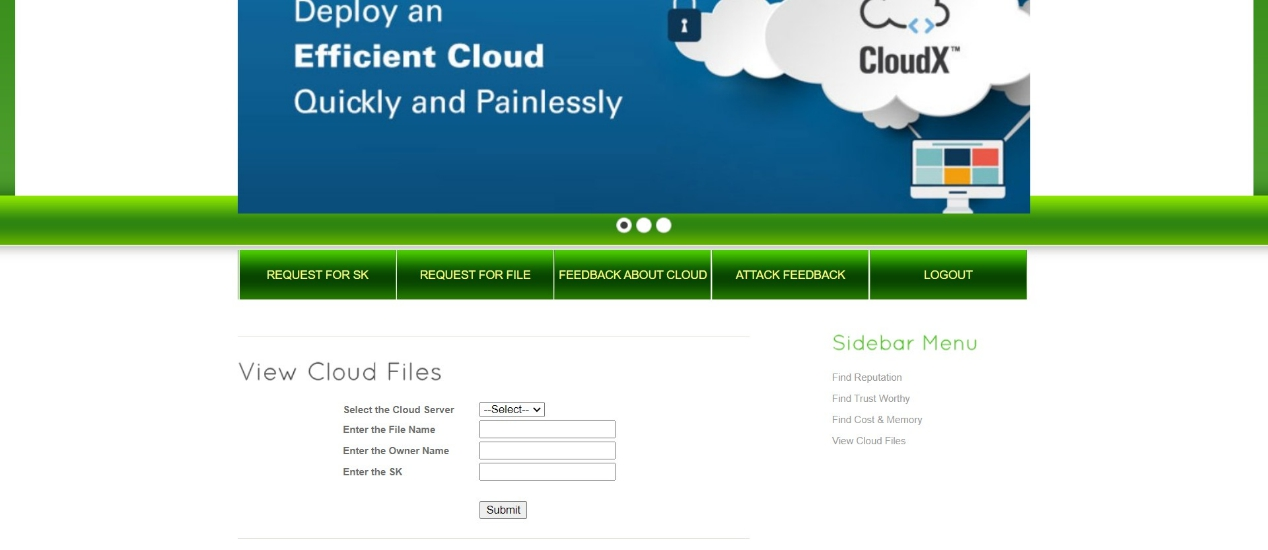 Deploy an
Efficient Cloud
Quickly and Painlessly
CloudX™
REQUEST FOR SK
REQUEST FOR FILE
FEEDBACK ABOUT CLOUD
ATTACK FEEDBACK
LOGOUT
View Cloud Files
Select the Cloud Server --Select--
Enter the File Name
Enter the Owner Name
Enter the SK
Submit
Sidebar Menu
Find Reputation
Find Trust Worthy
Find Cost & Memory
View Cloud Files